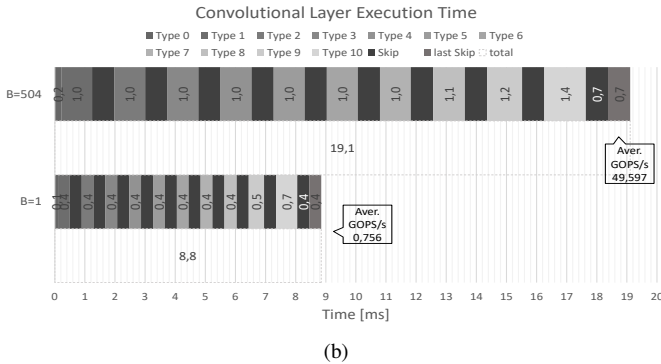 Convolutional Layer Execution Time
Type 0 Type 1 Type 2 Type 3 Type 4 Type 5 Type 6
Type 7 Type 8 Type 9 Type 10 Skip last Skip total
B=504 0,2 1,0 1,0 1,0 1,0 1,0 1,0 1,0 1,1 1,2 1,4 0,7 0,7
19,1
Aver.
GOPS/s
49,597
B=1 0,1 0,4 0,4 0,4 0,4 0,4 0,4 0,4 0,4 0,5 0,7 0,4 0,4
Aver.
GOPS/s
0,756
8,8
0 1 2 3 4 5 6 7 8 9 10 11 12 13 14 15 16 17 18 19 20
Time [ms]
(b)